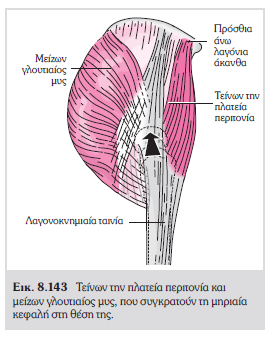 Πρόσθια
άνω
λαγόνια
άκανθα
Μείζων
γλουτιαίος
μυς
Τείνων την
πλατεία
περιτονία
Λαγονοκνημιαία ταινία
Εικ. 8.143 Τείνων την πλατεία περιτονία και
μείζων γλουτιαίος μυς, που συγκρατούν τη μηριαία
κεφαλή στη θέση της.